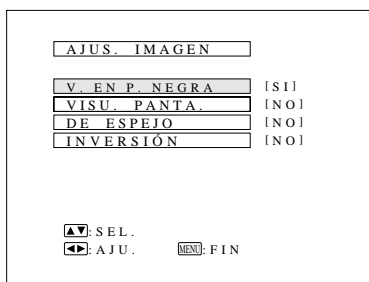 AJUS. IMAGEN
V. EN P. NEGRA [SI]
VISU. PANTA. [NO]
DE ESPEJO [NO]
INVERSIÓN [NO]
▲▼:SEL.
◀▶:AJU. MENU:FIN